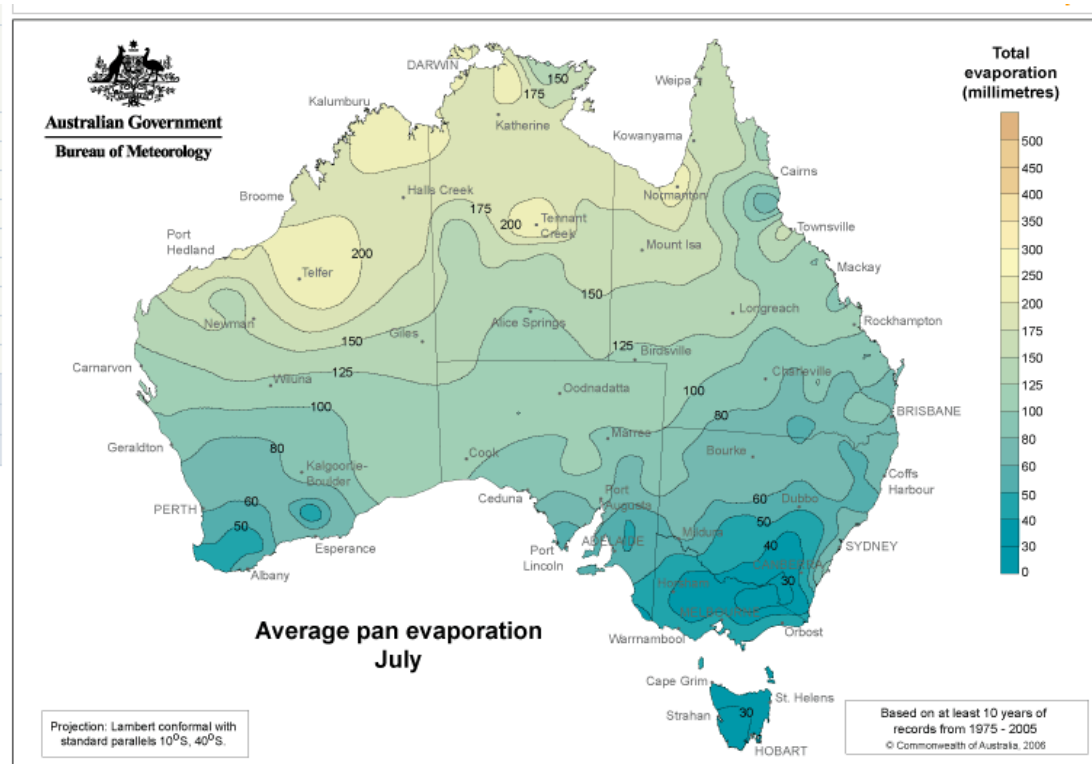 Australian Government
Bureau of Meteorology
Total
evaporation
(millimetres)
500
450
400
350
300
250
200
175
150
125
100
80
60
50
40
30
0
DARWIN
150
175
Weipa
Kalumburu
Katherine
Kowanyama
Cairns
Broome
Halls Creek
Normanton
175
200
Tennant
Creek
Townsville
Port
Hedland
200
Mount Isa
Telfer
Mackay
150
Newman
Alice Springs
Longreach
Rockhampton
Giles
150
125
Birdsville
Carnarvon
125
Wiluna
Charleville
Oodnadatta
100
100
80
BRISBANE
Geraldton
80
Marree
Cook
Bourke
Kalgoorlie-
Boulder
Coffs
Harbour
Ceduna
Port
Augusta
60
Dubbo
PERTH
60
50
50
Mildura
ADELAIDE
40
SYDNEY
Esperance
Port
Lincoln
CANBERRA
Albany
Horsham
30
MELBOURNE
Orbost
Warrnambool
Average pan evaporation
July
Cape Grim
St. Helens
Strahan
30
HOBART
Projection: Lambert conformal with
standard parallels 10⁰S, 40⁰S.
Based on at least 10 years of
records from 1975 - 2005
© Commonwealth of Australia, 2006